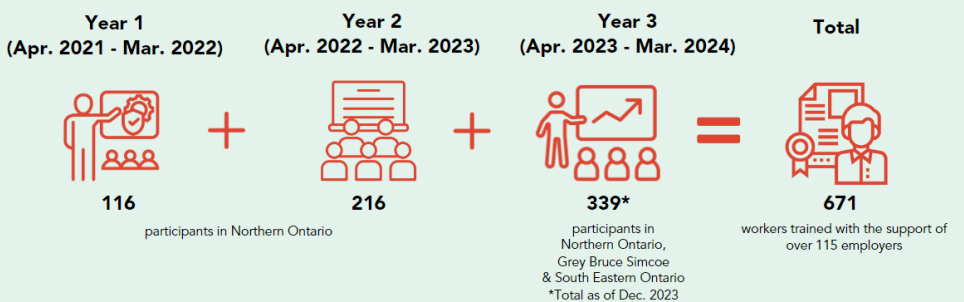 Year 1
(Apr. 2021 - Mar. 2022)
Year 2
(Apr. 2022 - Mar. 2023)
Year 3
(Apr. 2023 - Mar. 2024)
Total
116
216
339*
671
participants in Northern Ontario
participants in
Northern Ontario,
Grey Bruce Simcoe
& South Eastern Ontario
*Total as of Dec. 2023
workers trained with the support of
over 115 employers